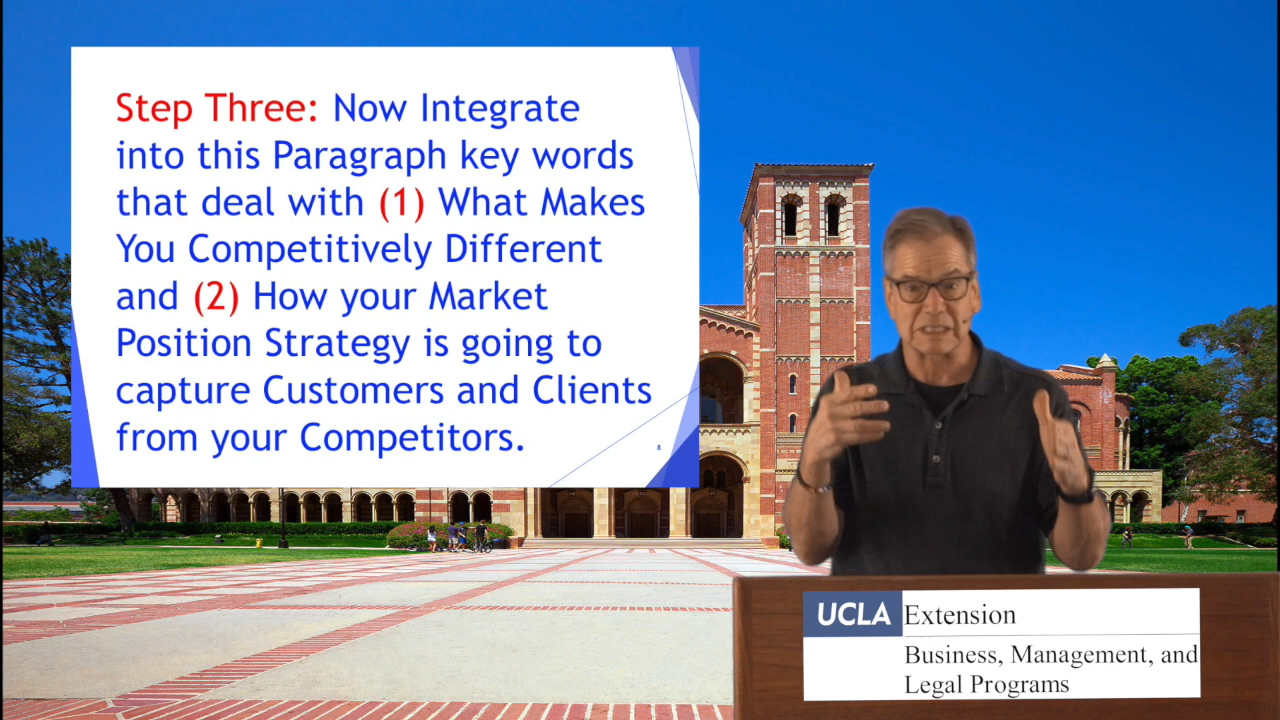 Step Three: Now Integrate
into this Paragraph key words
that deal with (1) What Makes
You Competitively Different
and (2) How your Market
Position Strategy is going to
capture Customers and Clients
from your Competitors.
8
UCLA Extension
Business, Management, and
Legal Programs